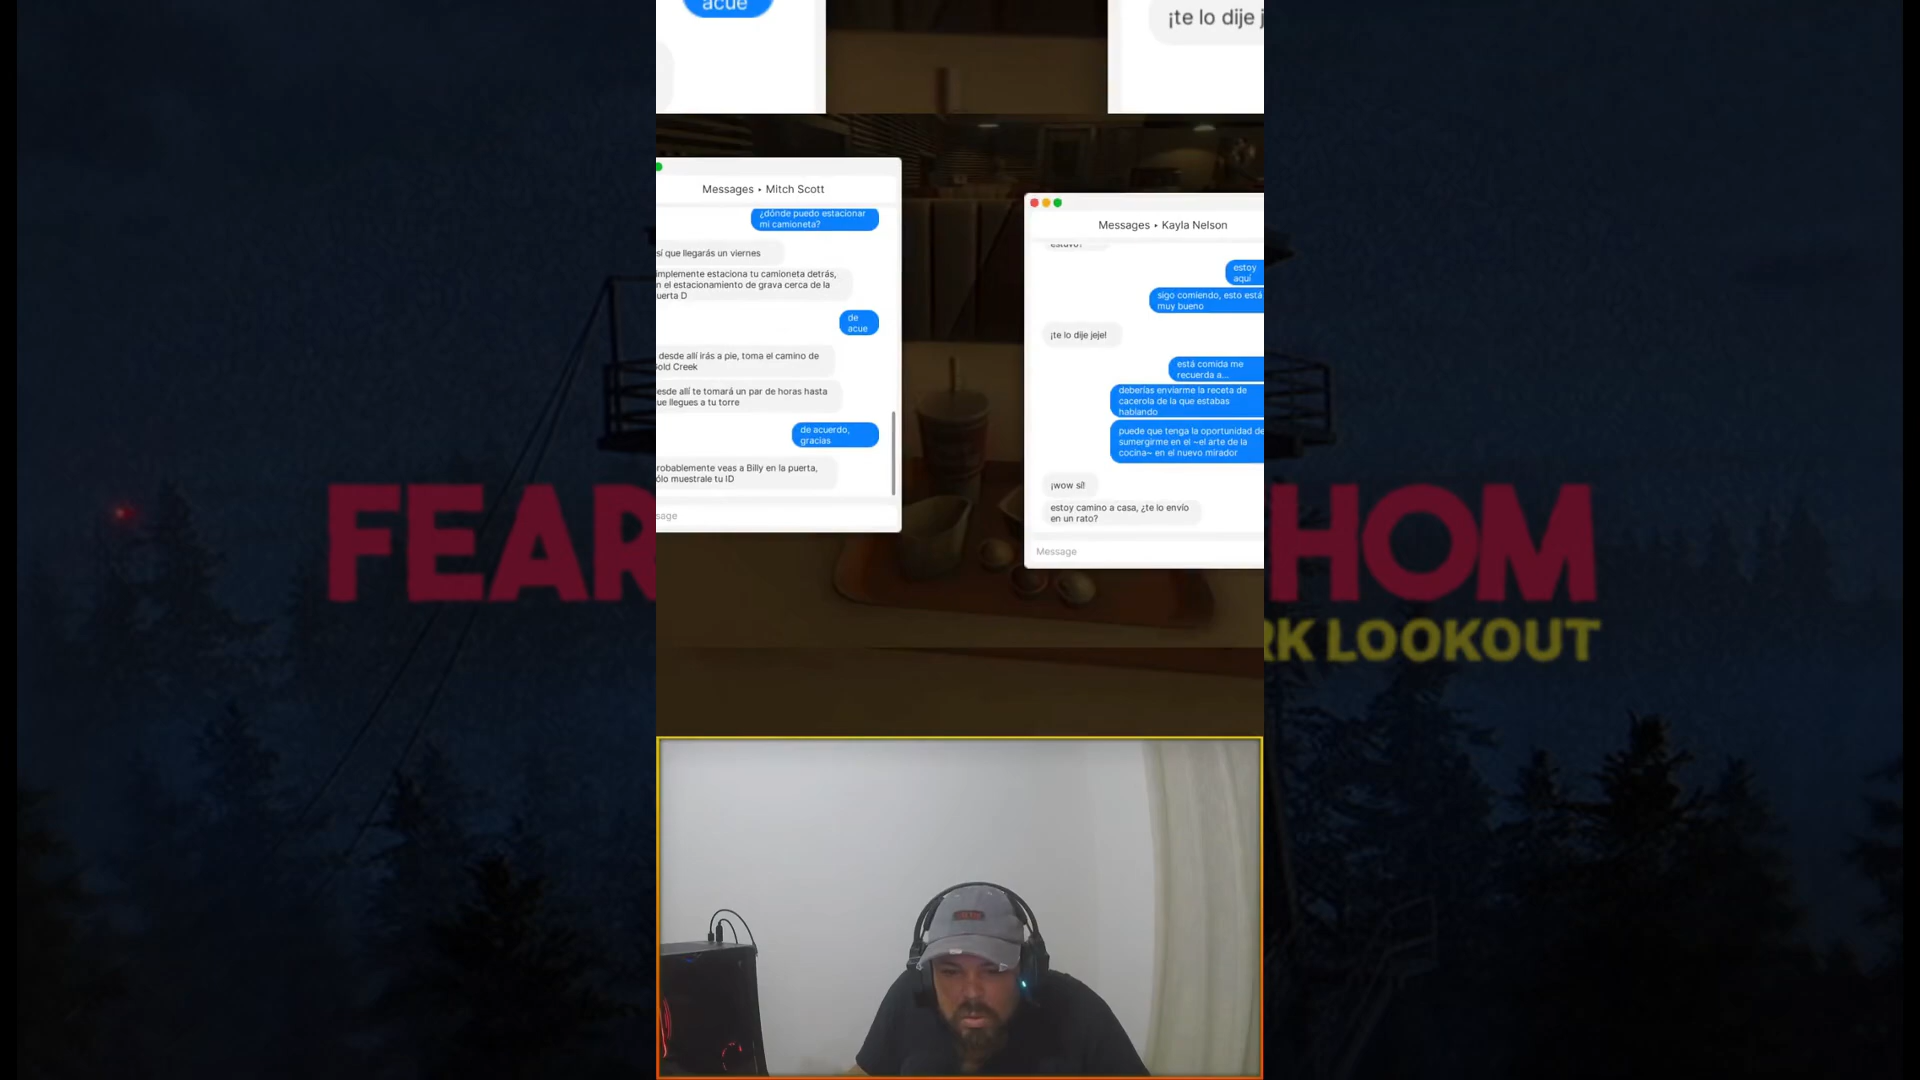 acue
¡te lo dije
Messages • Mitch Scott
¿dónde puedo estacionar
mi camioneta?
sí que llegarás un viernes
implemente estaciona tu camioneta detrás,
n el estacionamiento de grava cerca de la
uerta D
de
acue
desde allí irás a pie, toma el camino de
old Creek
esde allí te tomará un par de horas hasta
ue llegues a tu torre
de acuerdo,
gracias
robablemente veas a Billy en la puerta,
ólo muestrale tu ID
sage
Messages • Kayla Nelson
estoy
aquí
sigo comiendo, esto está
muy bueno
¡te lo dije jeje!
está comida me
recuerda a...
deberías enviarme la receta de
cacerola de la que estabas
hablando
puede que tenga la oportunidad de
sumergirme en el ~el arte de la
cocina~ en el nuevo mirador
¡wow sí!
estoy camino a casa, ¿te lo envío
en un rato?
Message
FEAR
HOM
RK LOOKOUT